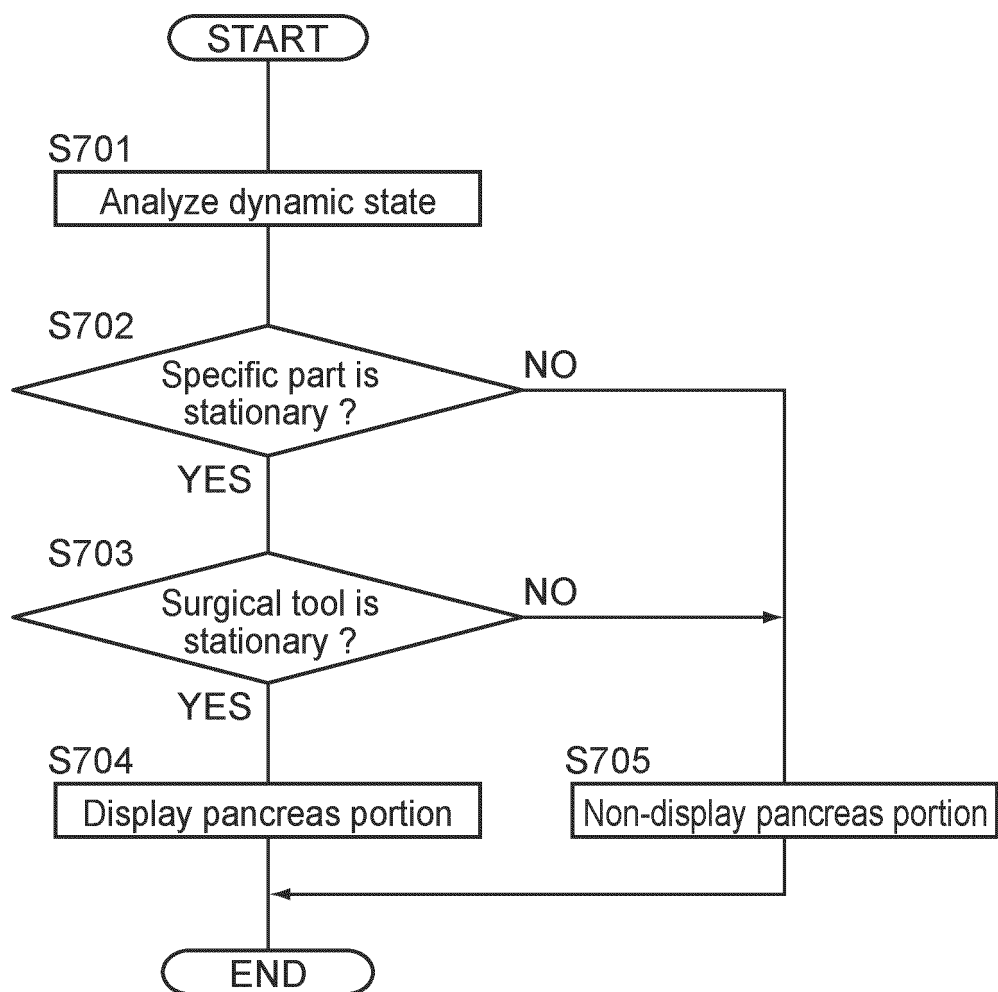 START
S701
Analyze dynamic state
S702
Specific part is
stationary ?
NO
YES
S703
Surgical tool is
stationary ?
NO
YES
S704
Display pancreas portion
S705
Non-display pancreas portion
END